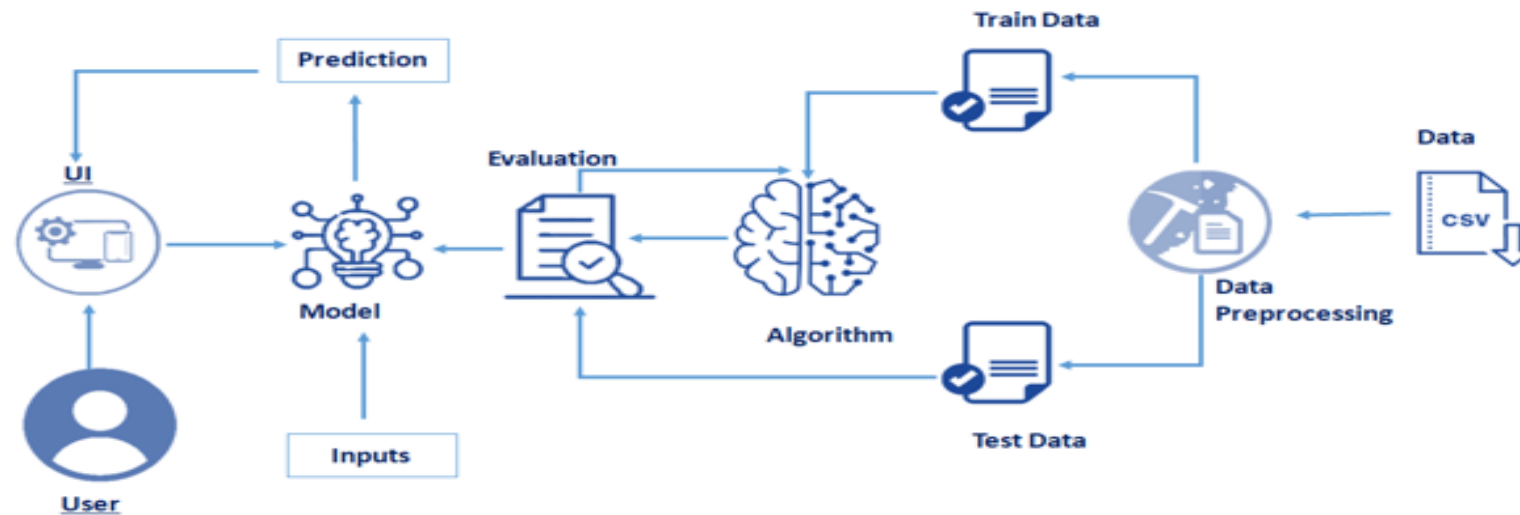 Train Data
Prediction
Data
Evaluation
UI
CSV
Model
Data
Preprocessing
Algorithm
Test Data
Inputs
User